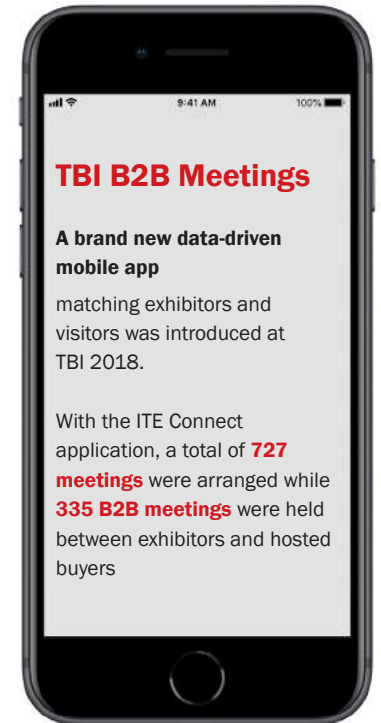 9:41 AM
100%
TBI B2B Meetings
A brand new data-driven
mobile app
matching exhibitors and
visitors was introduced at
TBI 2018.
With the ITE Connect
application, a total of 727
meetings were arranged while
335 B2B meetings were held
between exhibitors and hosted
buyers